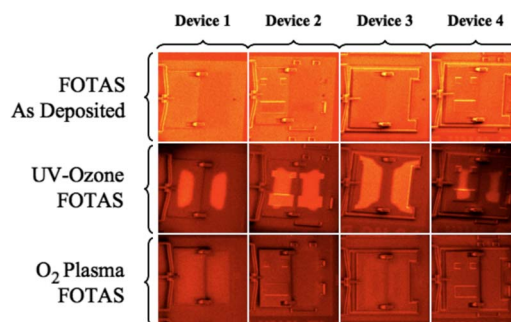 Device 1 Device 2 Device 3 Device 4
FOTAS
As Deposited
UV-Ozone
FOTAS
O₂ Plasma
FOTAS